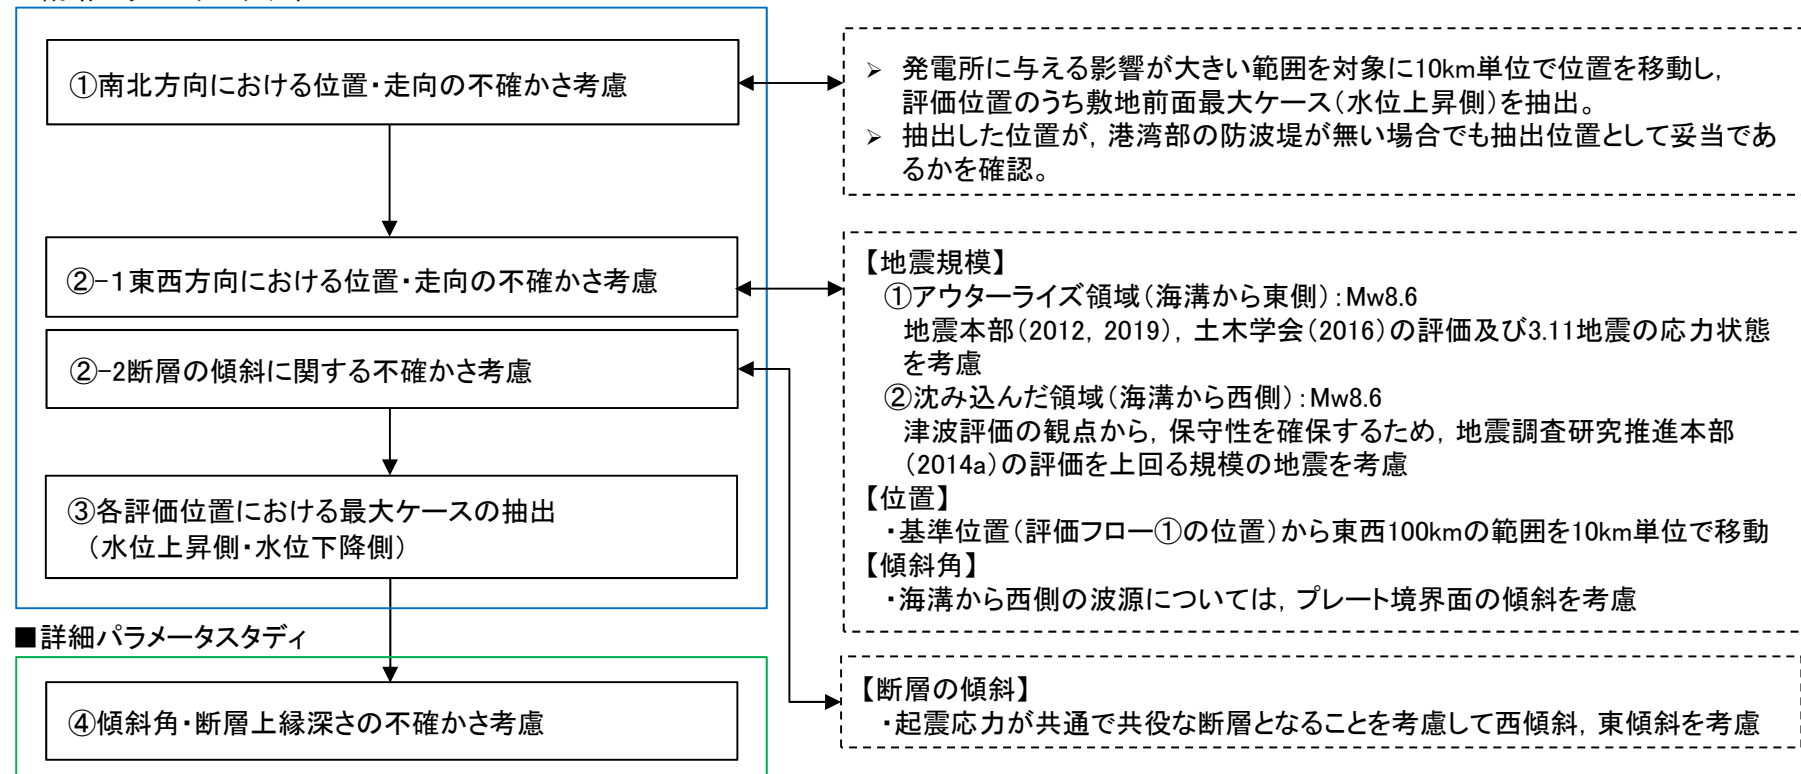 ①南北方向における位置・走向の不確かさ考慮
➢ 発電所に与える影響が大きい範囲を対象に10km単位で位置を移動し，
評価位置のうち敷地前面最大ケース（水位上昇側）を抽出。
➢ 抽出した位置が，港湾部の防波堤が無い場合でも抽出位置として妥当であ
るかを確認。
②-１東西方向における位置・走向の不確かさ考慮
②-2断層の傾斜に関する不確かさ考慮
【地震規模】
①アウターライズ領域（海溝から東側）：Mw8.6
地震本部（2012，2019），土木学会（2016）の評価及び3.11地震の応力状態
を考慮
②沈み込んだ領域（海溝から西側）：Mw8.6
津波評価の観点から，保守性を確保するため，地震調査研究推進本部
（2014a）の評価を上回る規模の地震を考慮
【位置】
・基準位置（評価フロー①の位置）から東西100kmの範囲を10km単位で移動
【傾斜角】
・海溝から西側の波源については，プレート境界面の傾斜を考慮
③各評価位置における最大ケースの抽出
（水位上昇側・水位下降側）
■詳細パラメータスタディ
④傾斜角・断層上縁深さの不確かさ考慮
【断層の傾斜】
・起震応力が共通で共役な断層となることを考慮して西傾斜，東傾斜を考慮